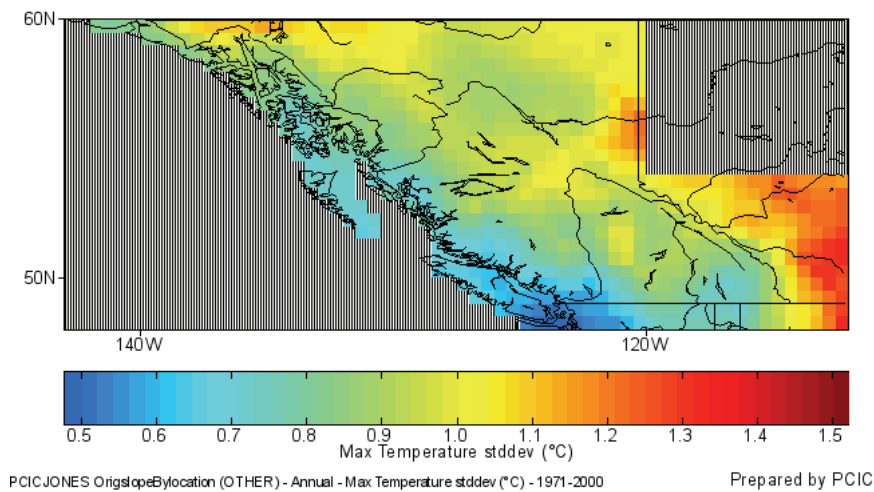 60N
50N
140W 120W
0.5 0.6 0.7 0.8 0.9 1.0 1.1 1.2 1.3 1.4 1.5
Max Temperature stddev (°C)
PCICJONES OrigslopeBylocation (OTHER) - Annual - Max Temperature stddev (°C) - 1971-2000 Prepared by PCIC